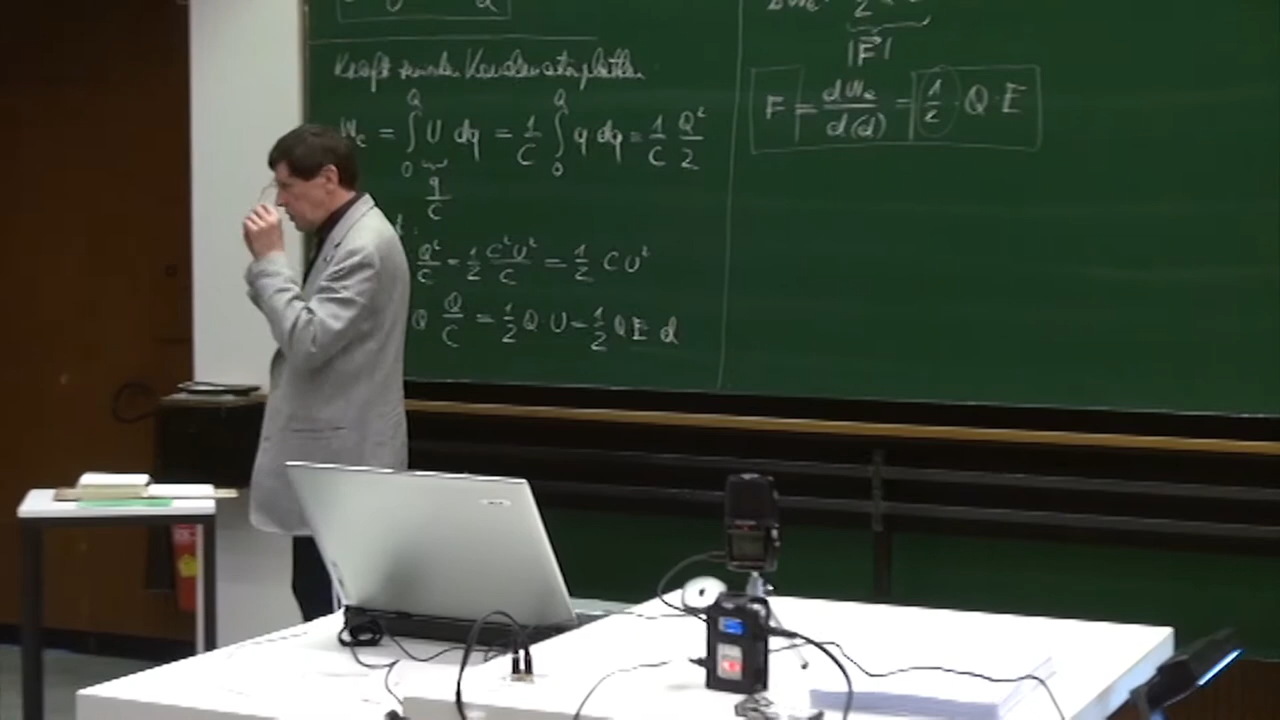 Kraft zwischen Kondensatorplatten
W_e = ∫₀^Q U dq = 1/C ∫₀^Q q dq = 1/C Q²/2
q/C
Q²/C = 1/2 C²U²/C = 1/2 CU²
Q Q/C = 1/2 Q U = 1/2 Q E d
2
|F⃗|
F = dW_e/d(d) = 1/2 Q·E